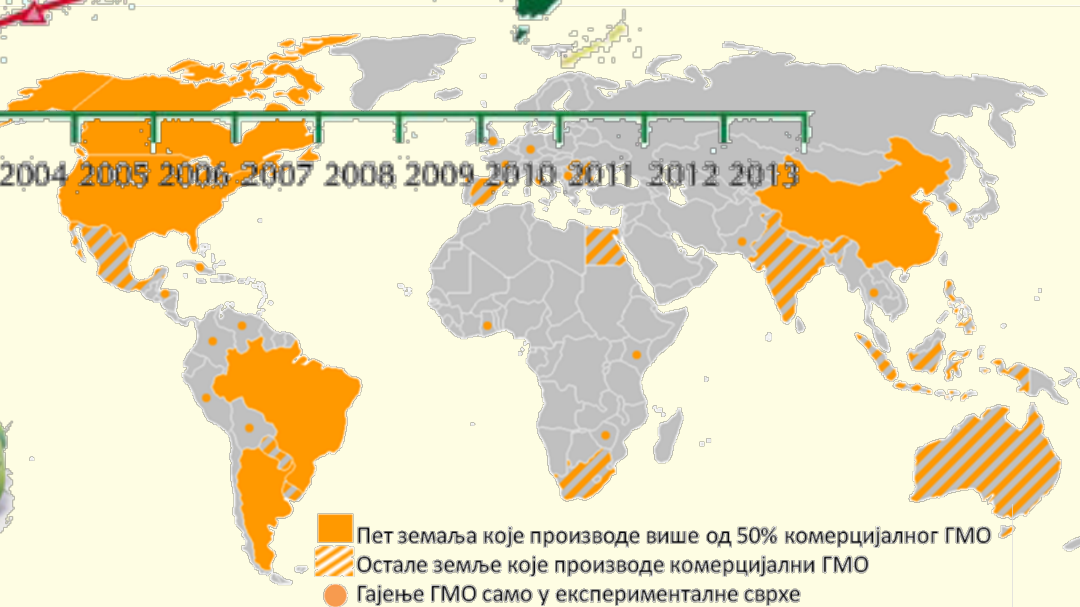 2004 2005 2006 2007 2008 2009 2010 2011 2012 2013
Пет земаља које производе више од 50% комерцијалног ГМО
Остале земље које производе комерцијални ГМО
Гајење ГМО само у експерименталне сврхе